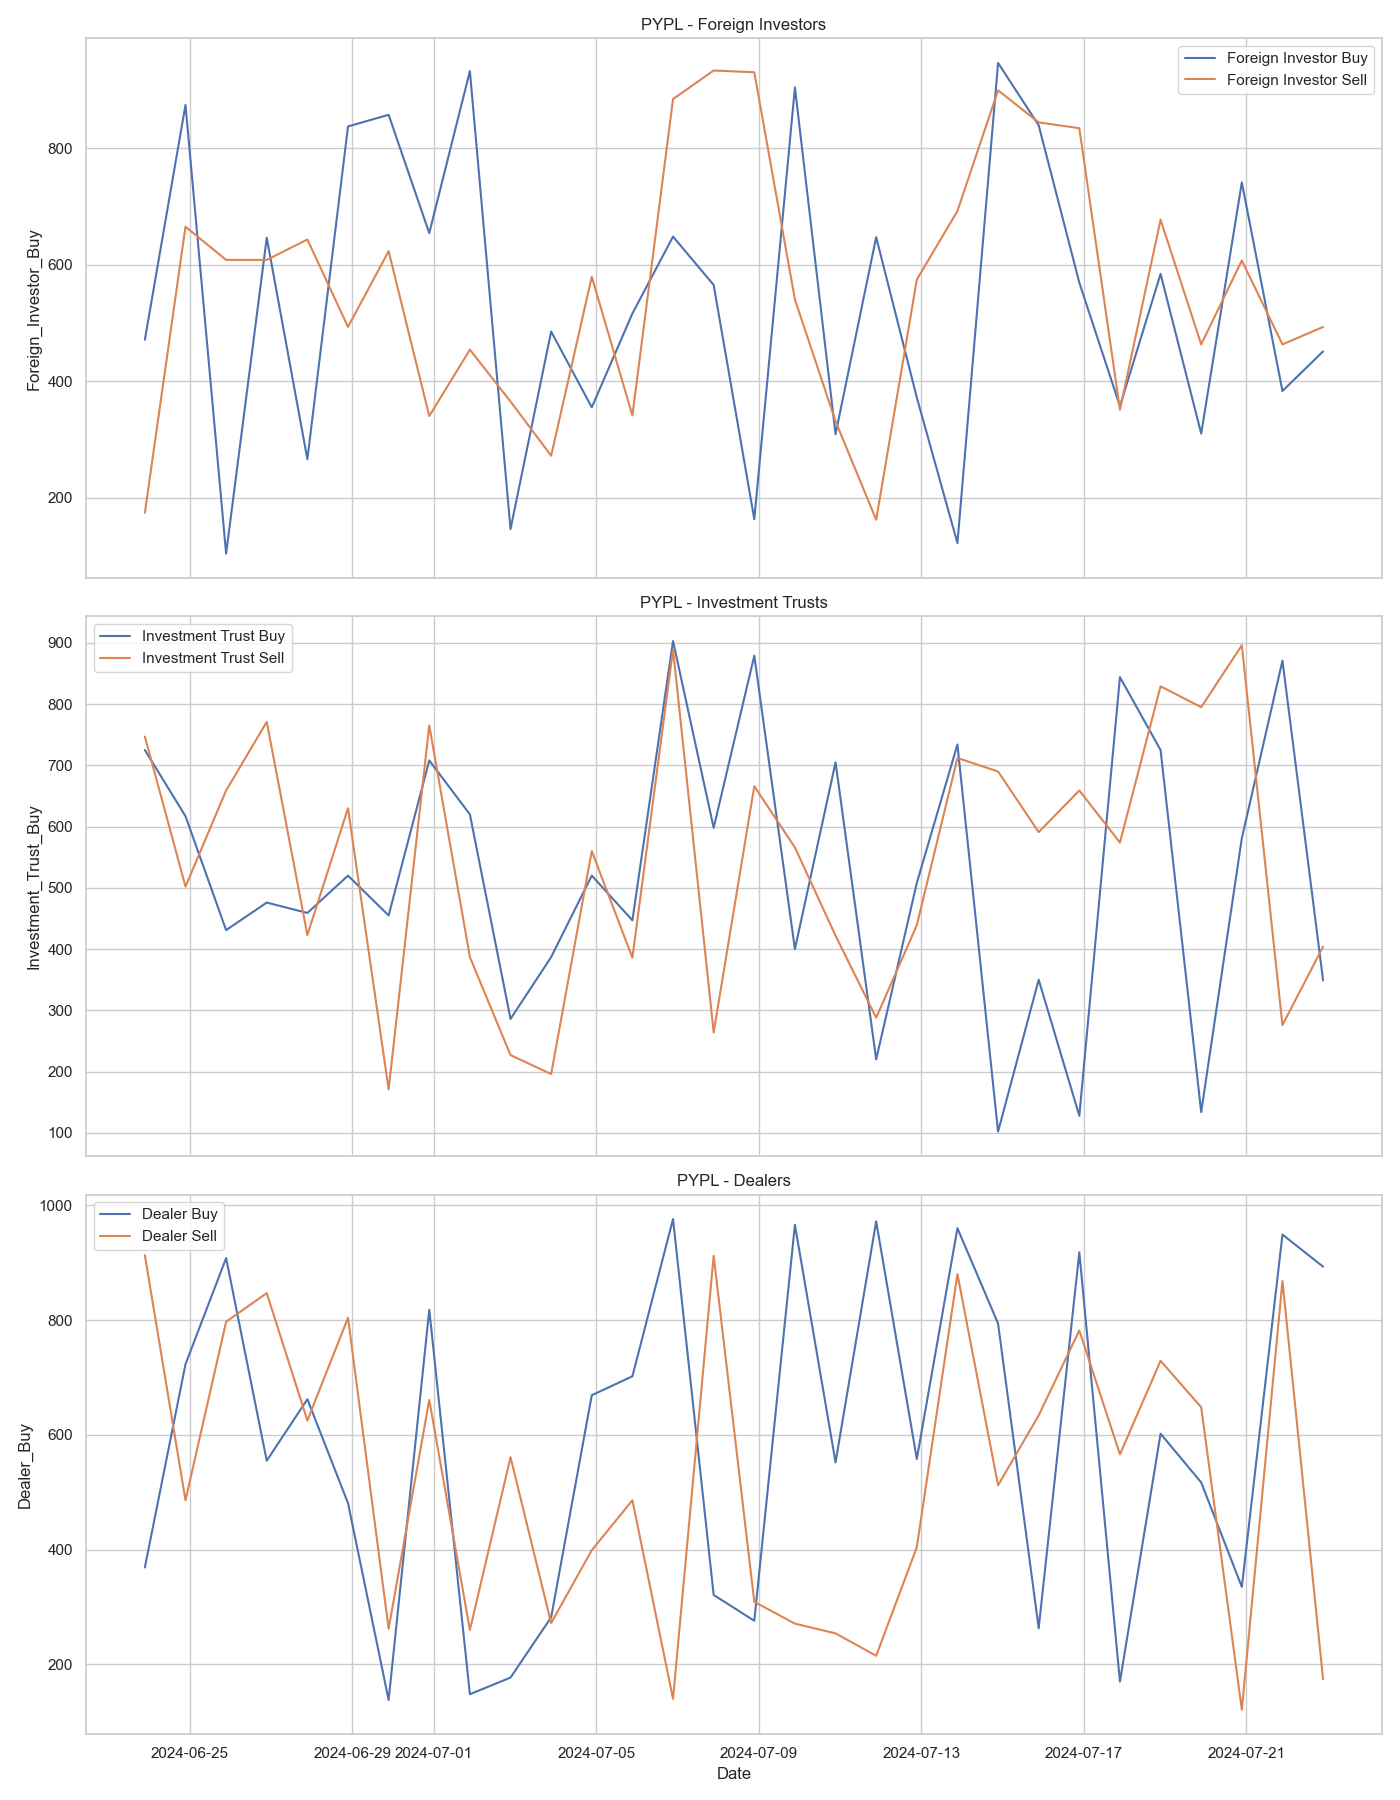 PYPL - Foreign Investors
Foreign Investor Buy
Foreign Investor Sell
Foreign_Investor_Buy
800
600
400
200
PYPL - Investment Trusts
Investment Trust Buy
Investment Trust Sell
Investment_Trust_Buy
900
800
700
600
500
400
300
200
100
PYPL - Dealers
Dealer Buy
Dealer Sell
Dealer_Buy
1000
800
600
400
200
2024-06-25 2024-06-29 2024-07-01 2024-07-05 2024-07-09 2024-07-13 2024-07-17 2024-07-21
Date